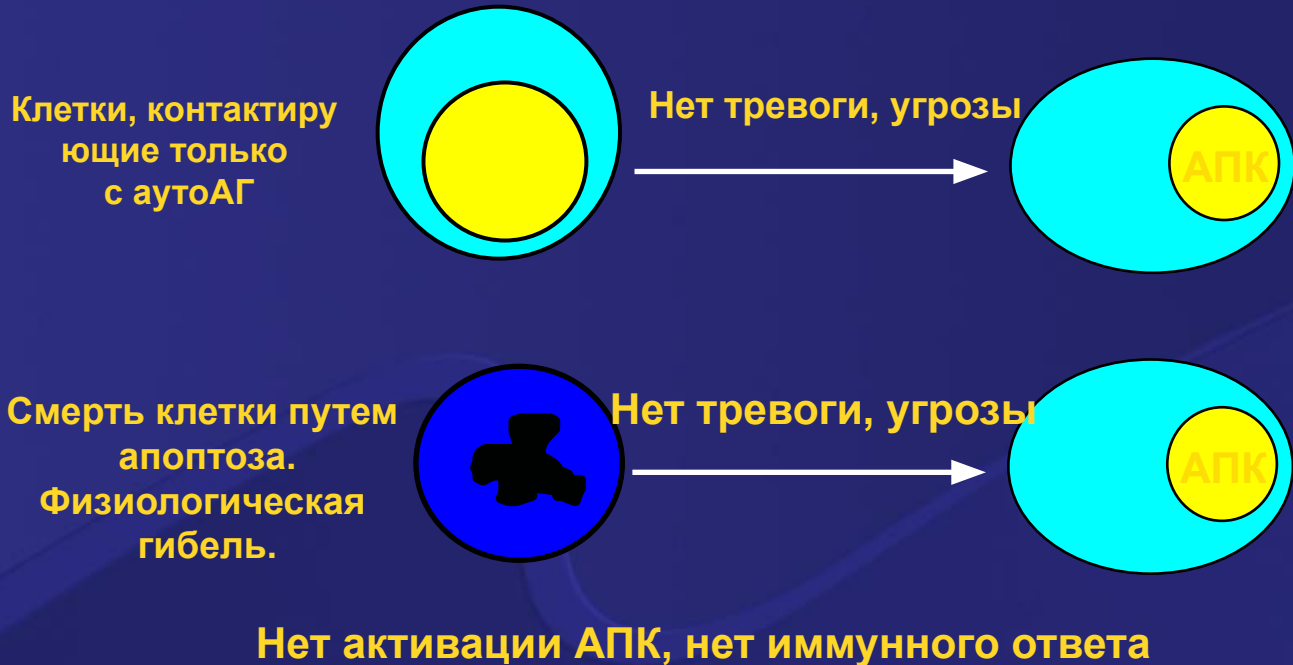 Клетки, контактиру
ющие только
с аутоАГ
Нет тревоги, угрозы
АПК
Смерть клетки путем
апоптоза.
Физиологическая
гибель.
Нет тревоги, угрозы
АПК
Нет активации АПК, нет иммунного ответа